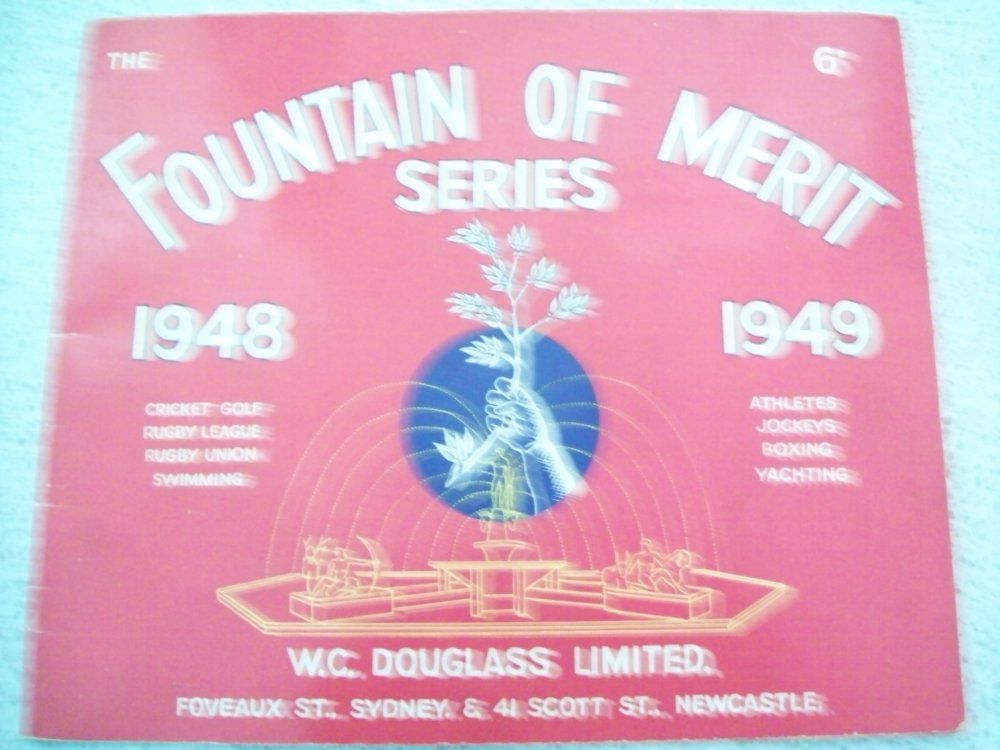 THE
6D
FOUNTAIN OF MERIT
SERIES
1948
1949
CRICKET GOLF
RUGBY LEAGUE
RUGBY UNION
SWIMMING
ATHLETES
JOCKEYS
BOXING
YACHTING
W.C. DOUGLASS LIMITED.
FOVEAUX ST., SYDNEY. & 41 SCOTT ST., NEWCASTLE.